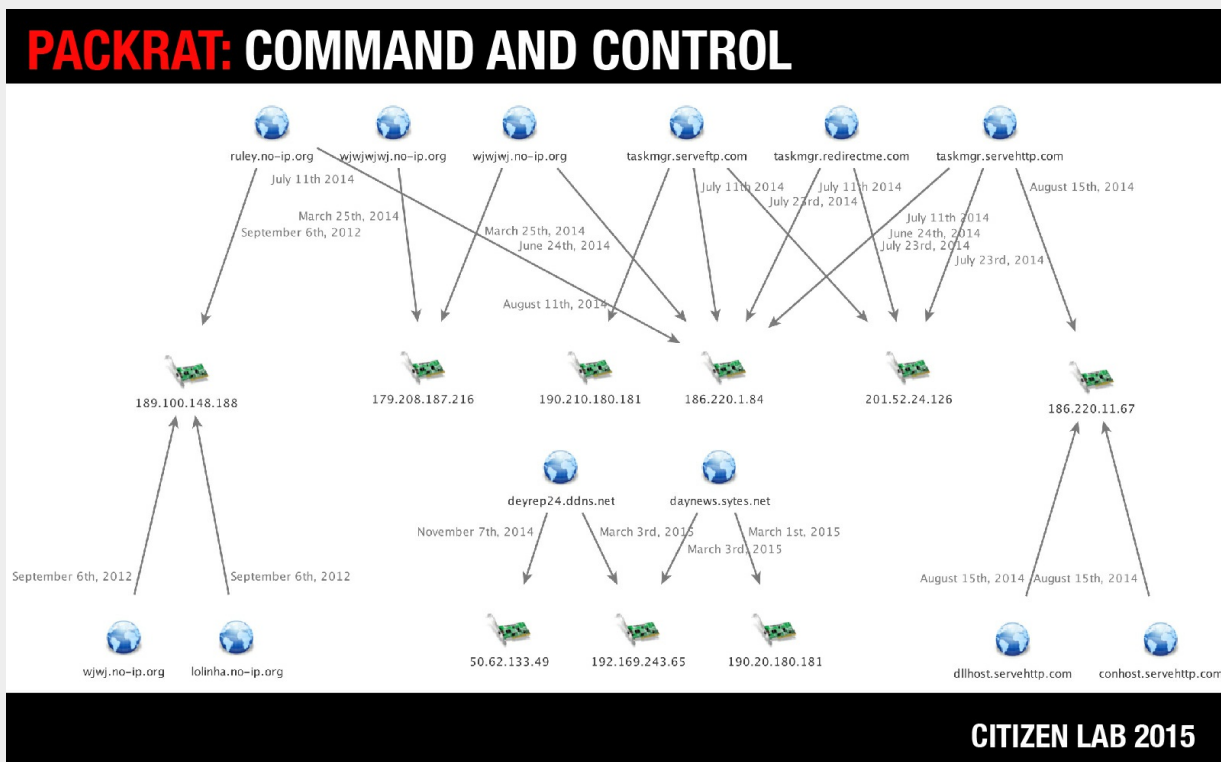 PACKRAT: COMMAND AND CONTROL
ruley.no-ip.org
wjwjwjwj.no-ip.org
wjwjwj.no-ip.org
taskmgr.serveftp.com
taskmgr.redirectme.com
taskmgr.servehttp.com
July 11th 2014
July 11th 2014
July 11th 2014
August 15th, 2014
July 23rd, 2014
March 25th, 2014
July 11th 2014
September 6th, 2012
March 25th, 2014
June 24th, 2014
June 24th, 2014
July 23rd, 2014
July 23rd, 2014
August 11th, 2014
189.100.148.188
179.208.187.216
190.210.180.181
186.220.1.84
201.52.24.126
186.220.11.67
deyrep24.ddns.net
daynews.sytes.net
November 7th, 2014
March 3rd, 2015
March 1st, 2015
March 3rd, 2015
September 6th, 2012
September 6th, 2012
August 15th, 2014
August 15th, 2014
50.62.133.49
192.169.243.65
190.20.180.181
wjwj.no-ip.org
lolinha.no-ip.org
dllhost.servehttp.com
conhost.servehttp.com
CITIZEN LAB 2015